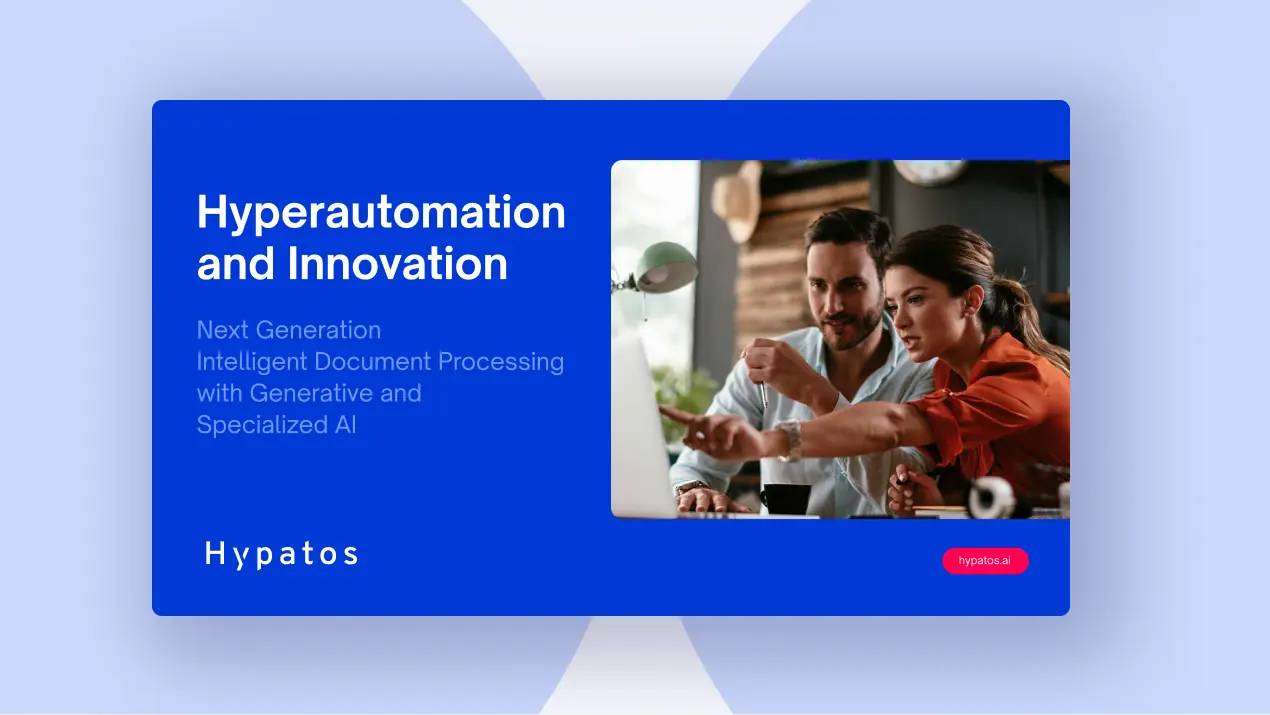 Hyperautomation
and Innovation
Next Generation
Intelligent Document Processing
with Generative and
Specialized AI
Hypatos
hypatos.ai